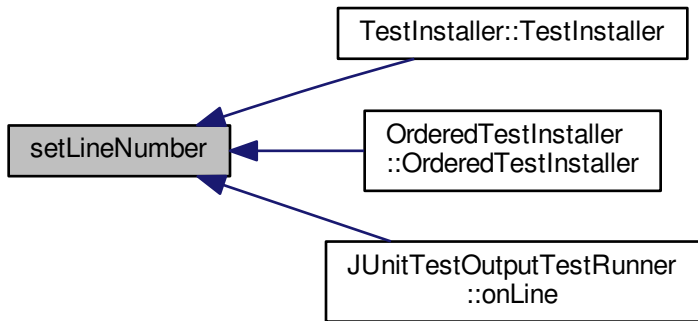 TestInstaller::TestInstaller
setLineNumber
OrderedTestInstaller
::OrderedTestInstaller
JUnitTestOutputTestRunner
::onLine